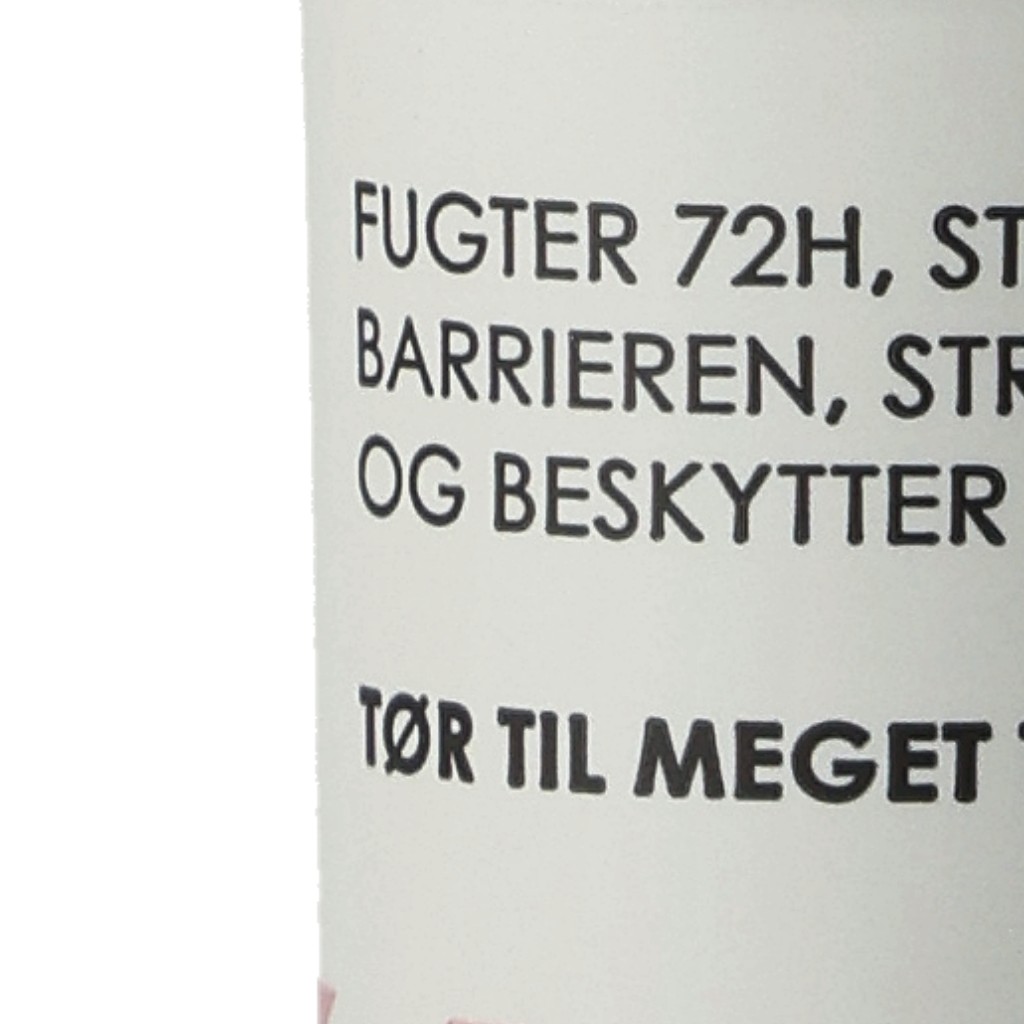 FUGTER 72H, ST
BARRIEREN, STR
OG BESKYTTER
TØR TIL MEGET